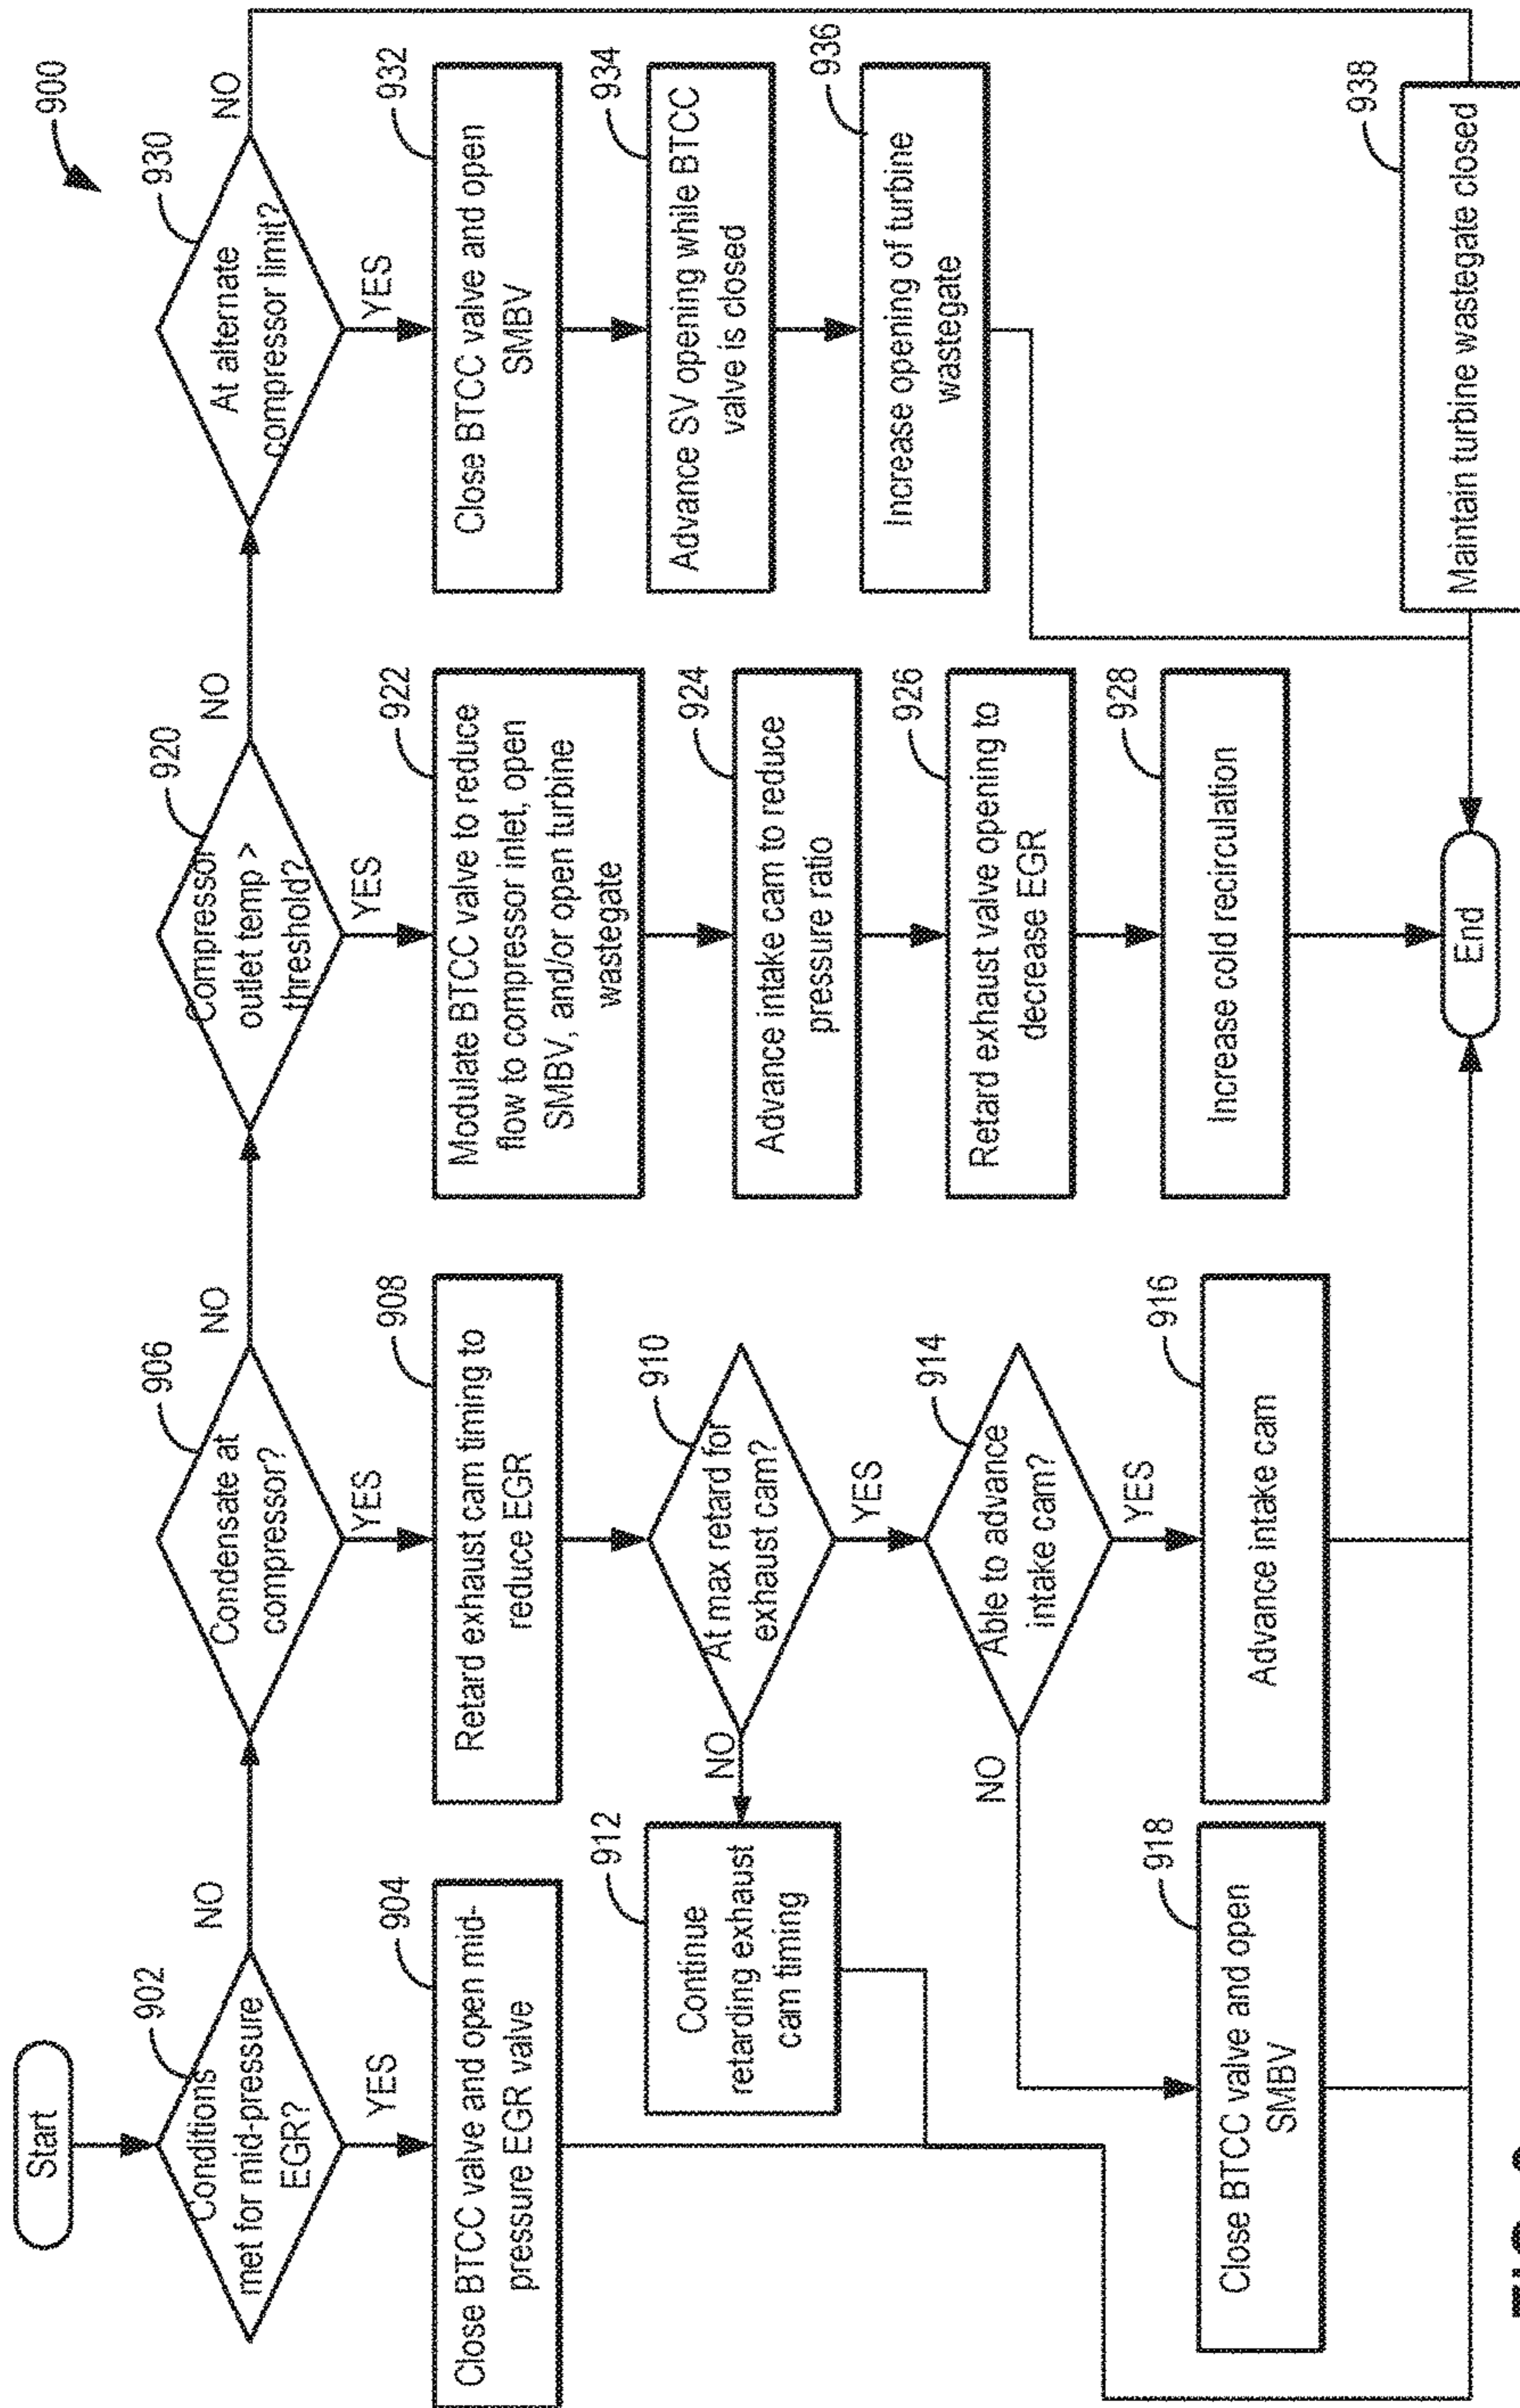 900
Start
902
Conditions
met for mid-pressure
EGR?
NO
YES
904
Close BTCC valve and open mid-
pressure EGR valve
906
Condensate at
compressor?
NO
YES
908
Retard exhaust cam timing to
reduce EGR
910
At max retard for
exhaust cam?
NO
YES
912
Continue
retarding exhaust
cam timing
914
Able to advance
intake cam?
NO
YES
916
Advance intake cam
918
Close BTCC valve and open
SMBV
920
Compressor
outlet temp >
threshold?
NO
YES
922
Modulate BTCC valve to reduce
flow to compressor inlet, open
SMBV, and/or open turbine
wastegate
924
Advance intake cam to reduce
pressure ratio
926
Retard exhaust valve opening to
decrease EGR
928
Increase cold recirculation
930
At alternate
compressor limit?
NO
YES
932
Close BTCC valve and open
SMBV
934
Advance SV opening while BTCC
valve is closed
936
Increase opening of turbine
wastegate
938
Maintain turbine wastegate closed
End